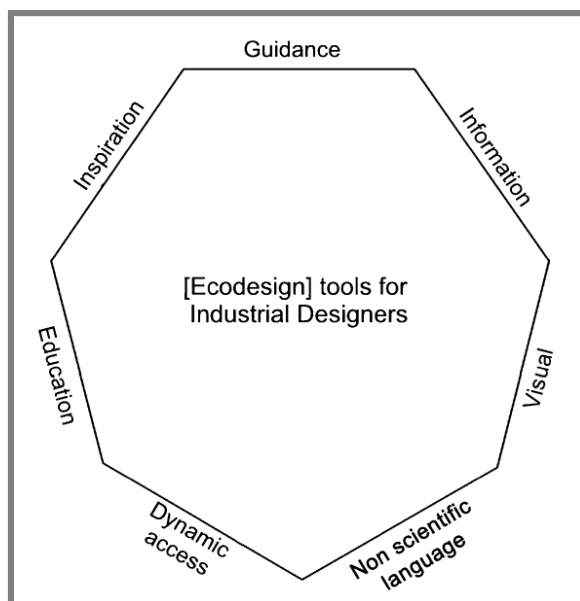 Guidance
Inspiration
Information
[Ecodesign] tools for
Industrial Designers
Education
Visual
Dynamic
access
Non scientific
language